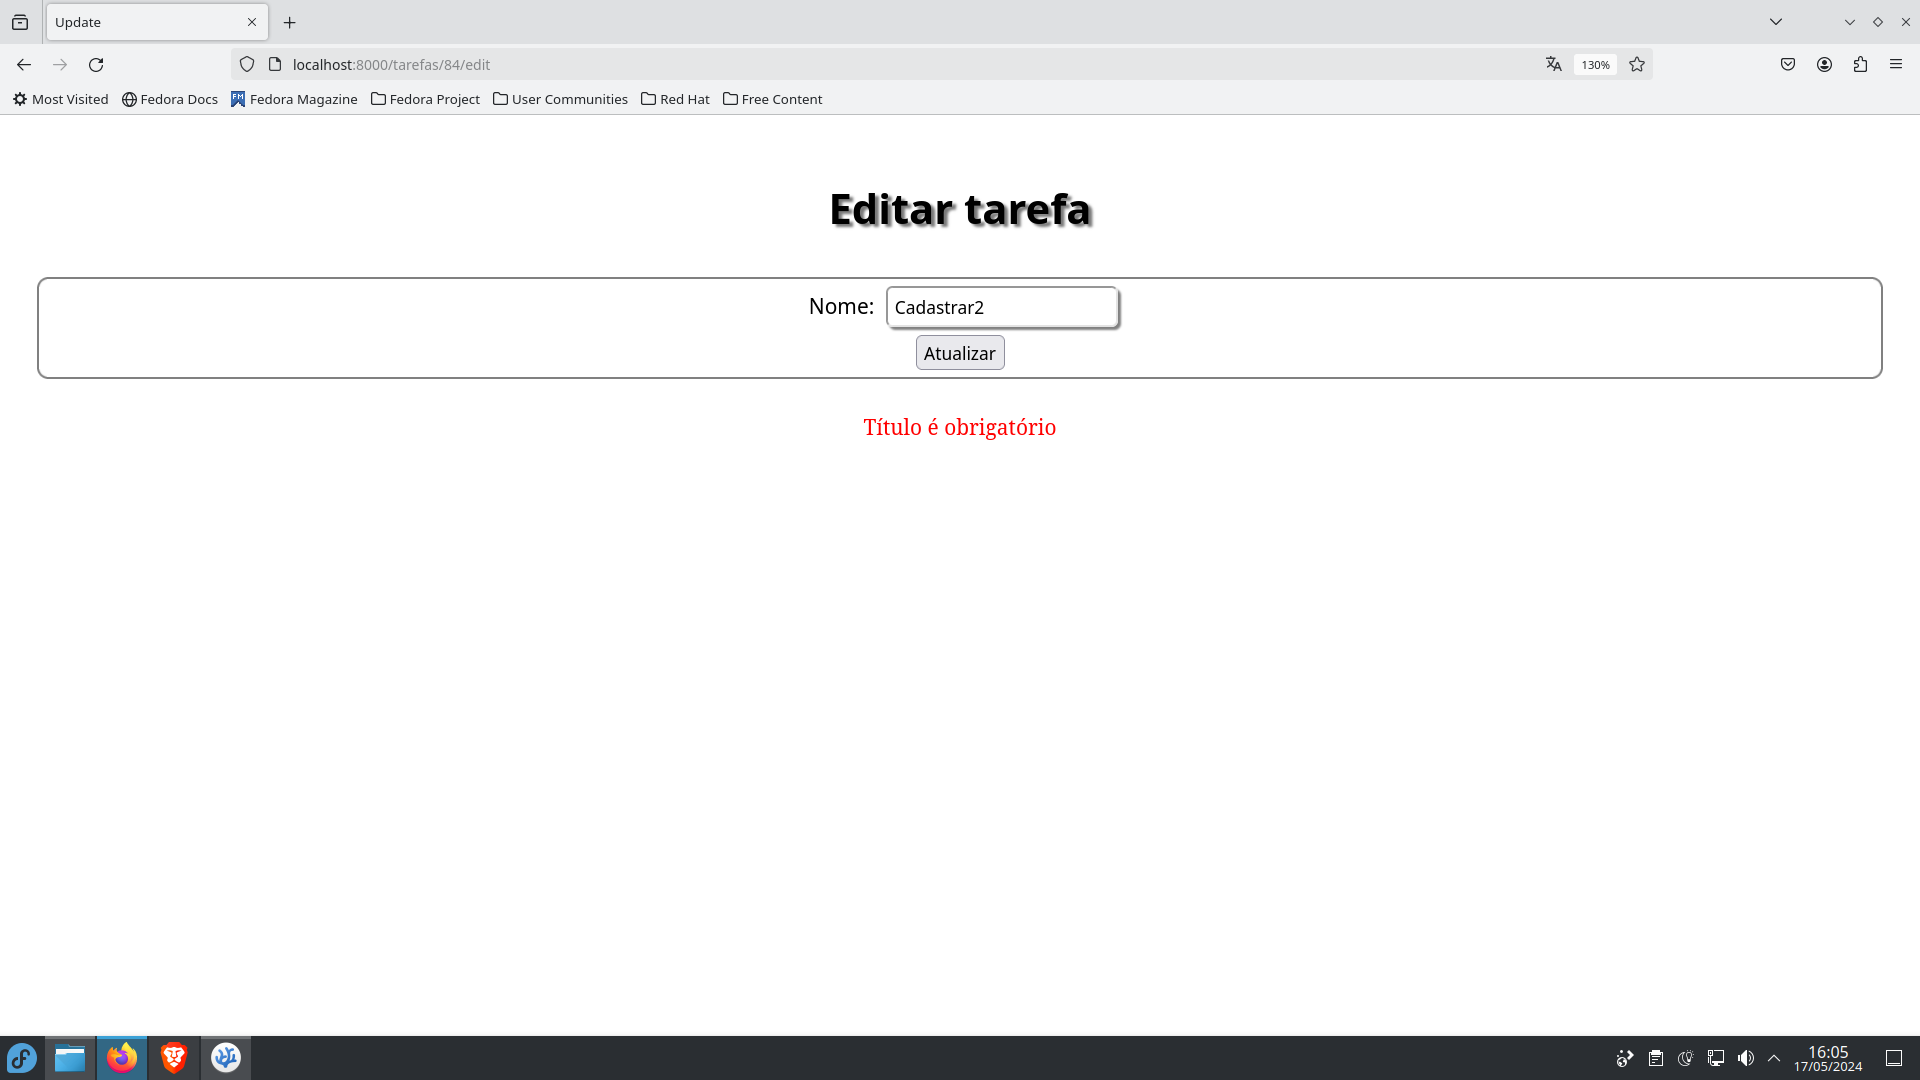 Update
localhost:8000/tarefas/84/edit
130%
Most Visited
Fedora Docs
FM
Fedora Magazine
Fedora Project
User Communities
Red Hat
Free Content
Editar tarefa
Nome:
Cadastrar2
Atualizar
Título é obrigatório
16:05
17/05/2024